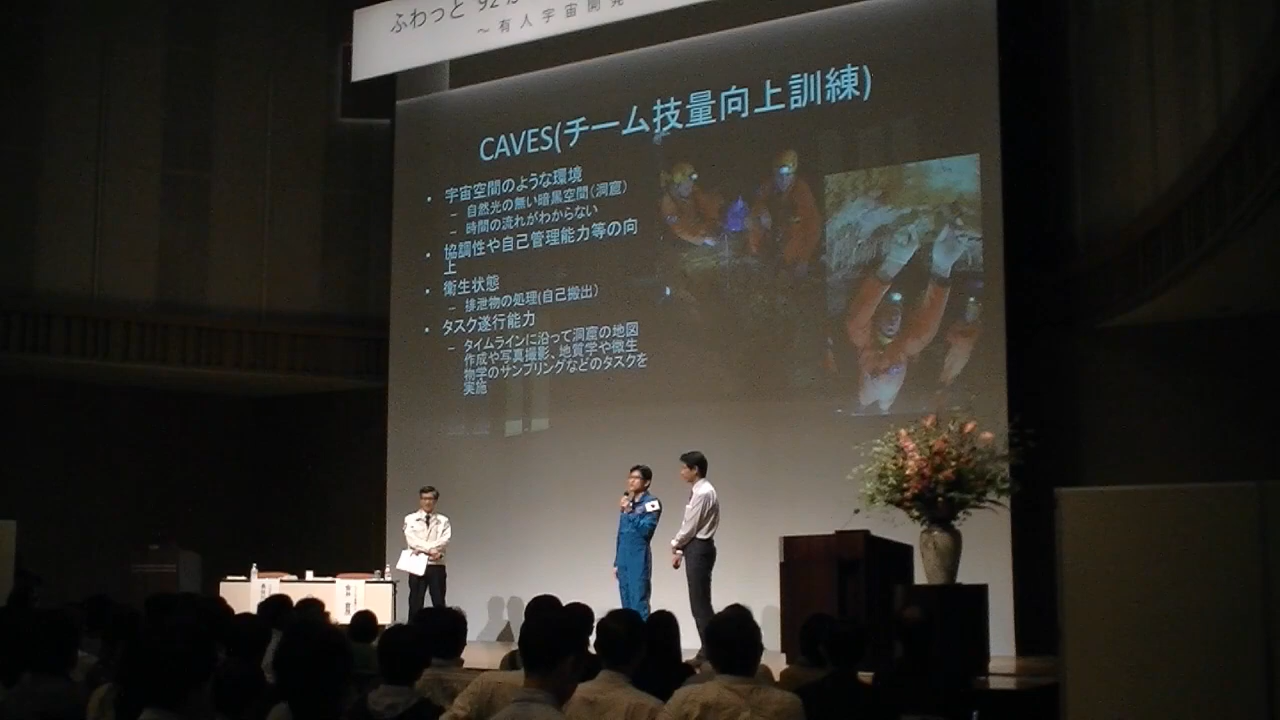 ふわっと '92
～有人宇宙開発
CAVES(チーム技量向上訓練)
• 宇宙空間のような環境
– 自然光の無い暗黒空間(洞窟)
– 時間の流れがわからない
• 協調性や自己管理能力等の向
上
• 衛生状態
– 排泄物の処理(自己搬出)
• タスク遂行能力
– タイムラインに沿って洞窟の地図
作成や写真撮影、地質学や微生
物学のサンプリングなどのタスクを
実施